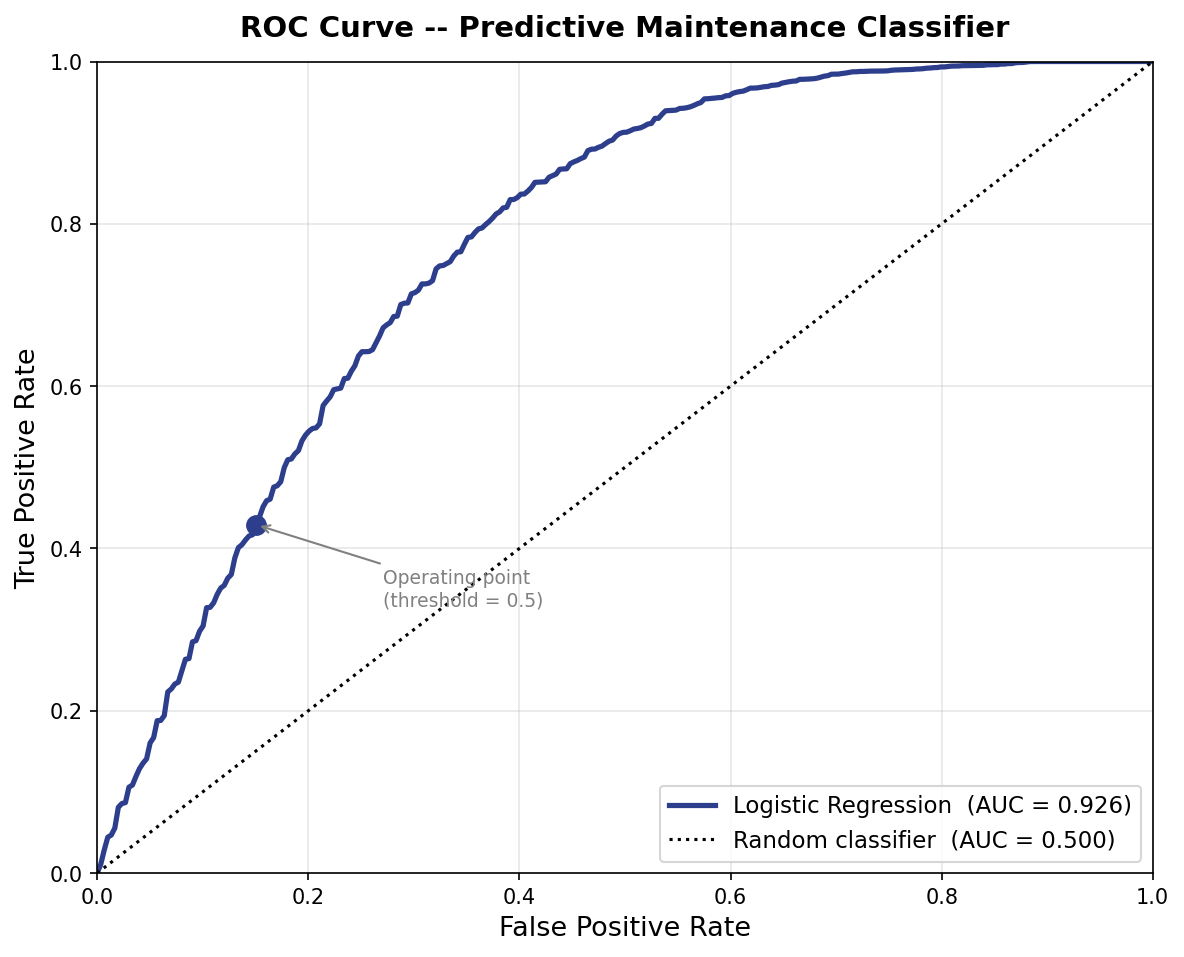 ROC Curve -- Predictive Maintenance Classifier
True Positive Rate
1.0
0.8
0.6
0.4
0.2
0.0
Operating point
(threshold = 0.5)
Logistic Regression (AUC = 0.926)
Random classifier (AUC = 0.500)
0.0
0.2
0.4
0.6
0.8
1.0
False Positive Rate